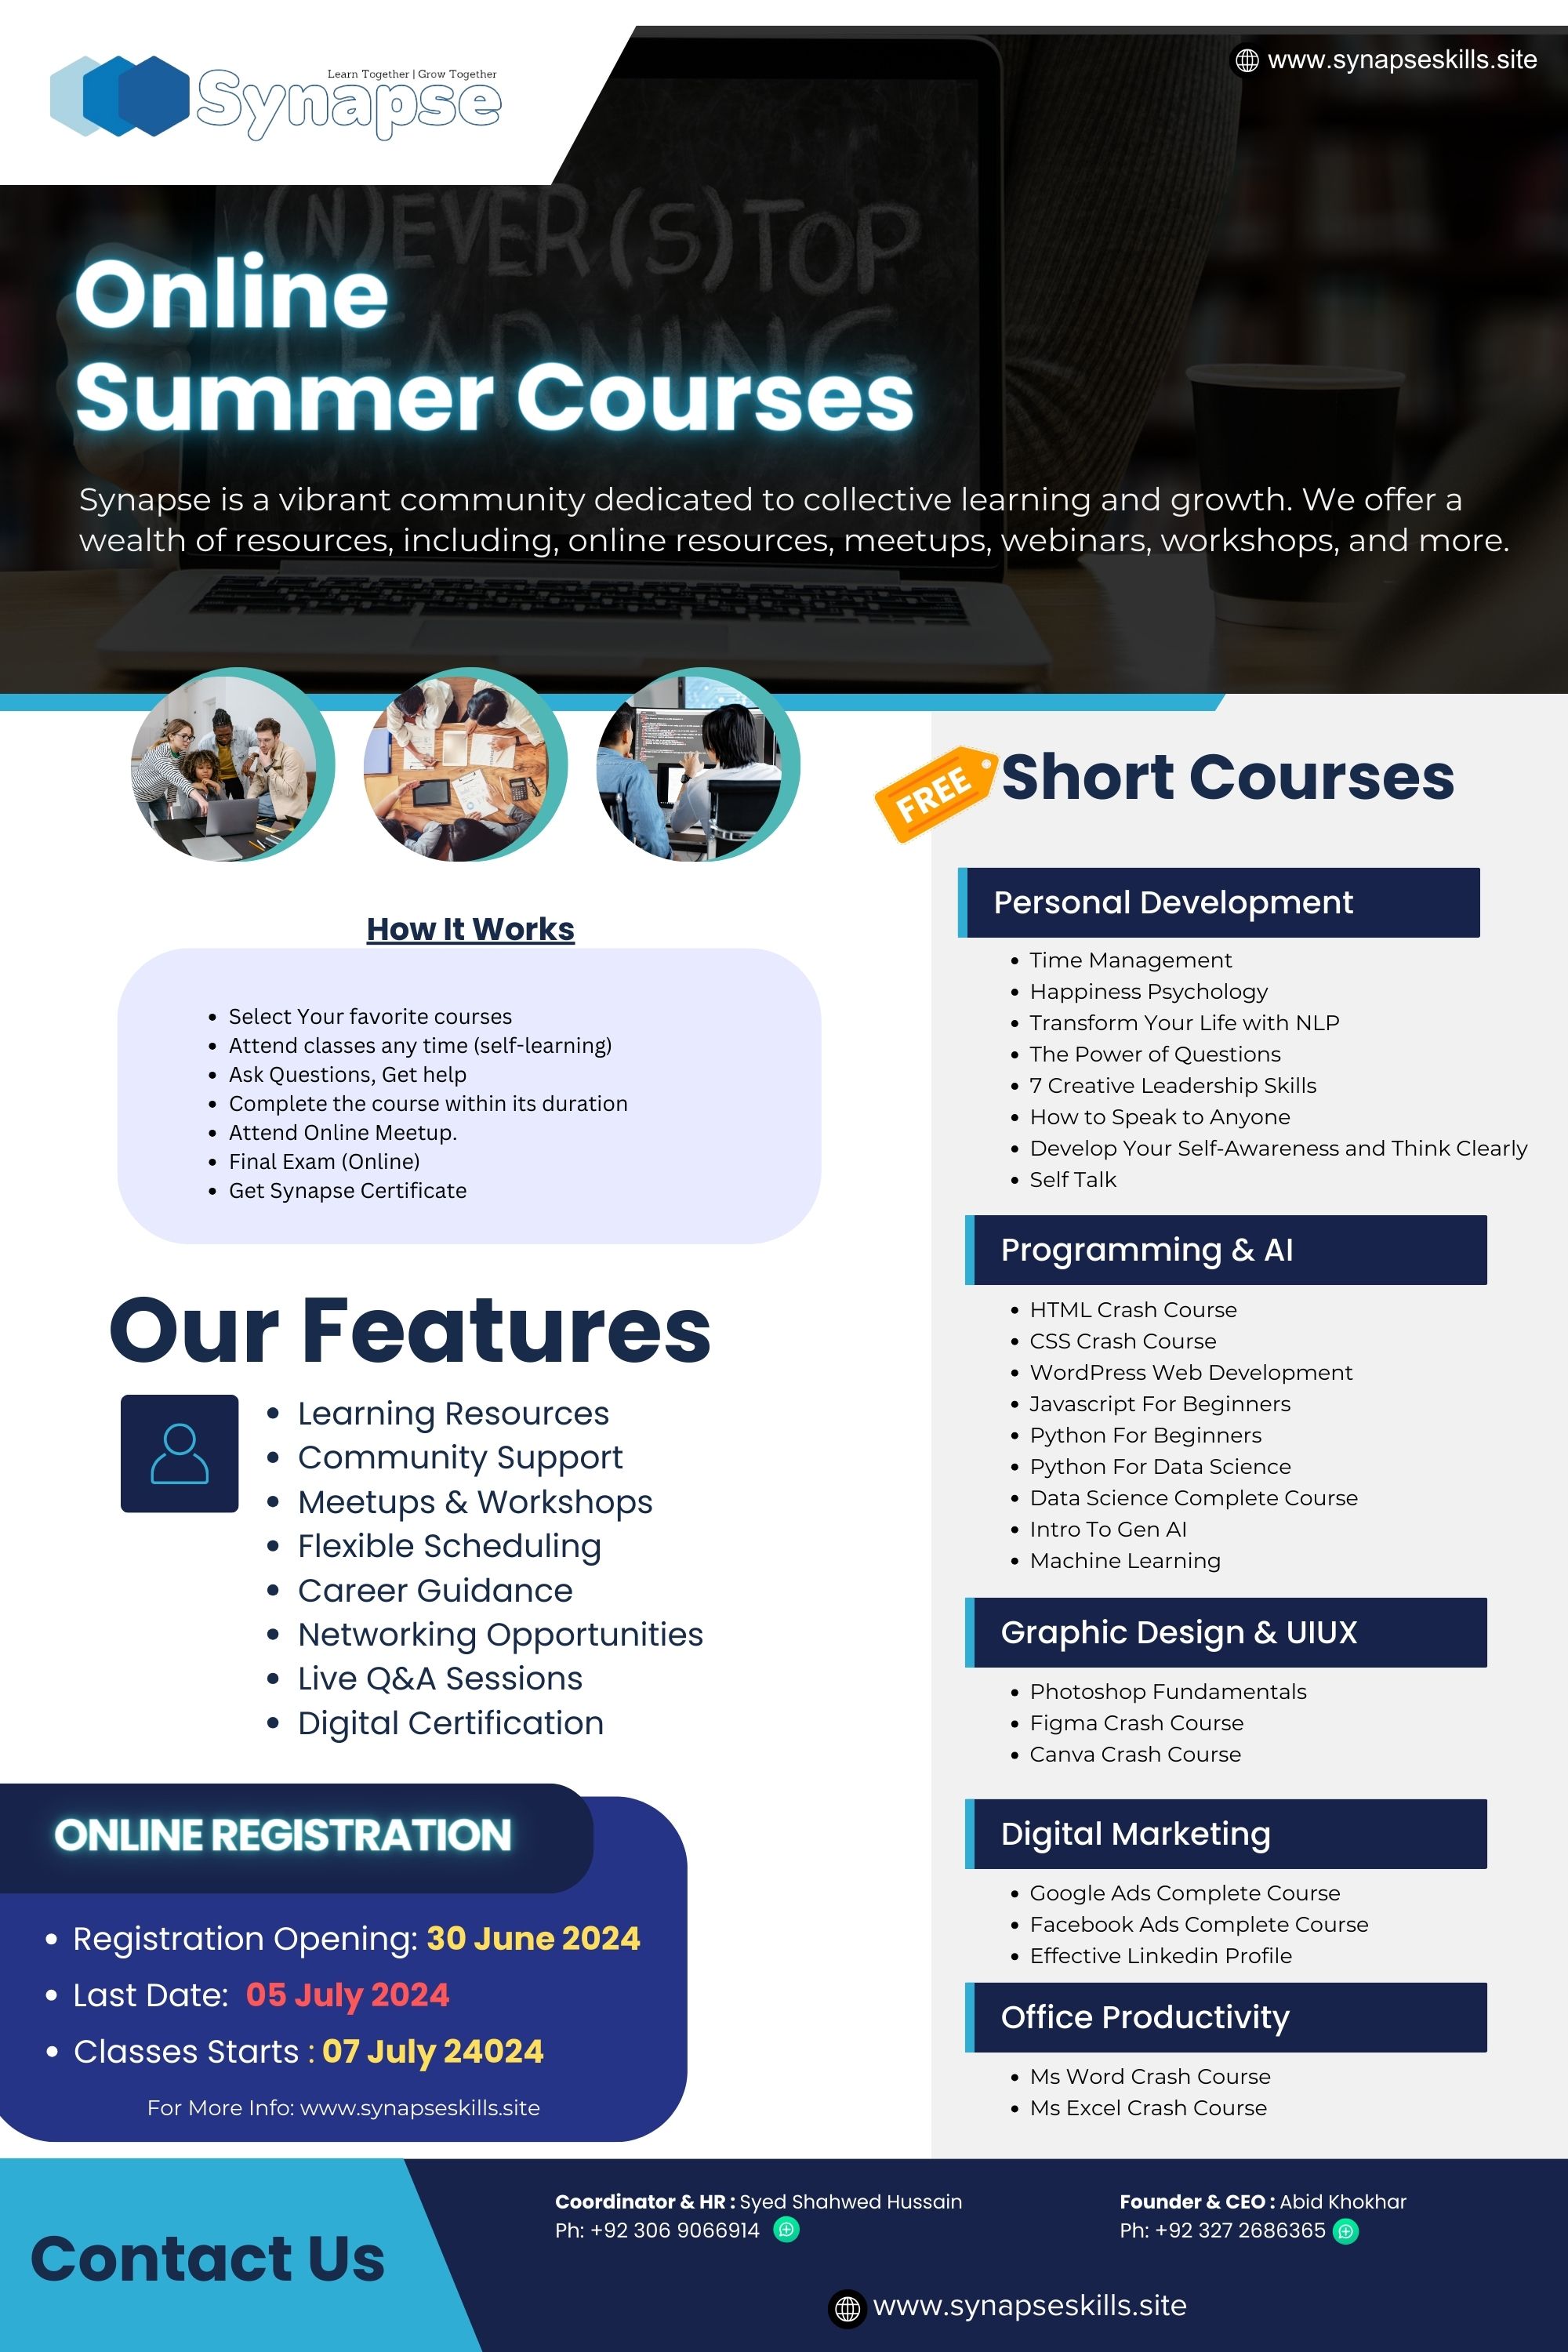 Learn Together | Grow Together
Synapse
www.synapseskills.site
(N)EVER (S)TOP
LEARNING
Online
Summer Courses
Synapse is a vibrant community dedicated to collective learning and growth. We offer a
wealth of resources, including, online resources, meetups, webinars, workshops, and more.
How It Works
• Select Your favorite courses
• Attend classes any time (self-learning)
• Ask Questions, Get help
• Complete the course within its duration
• Attend Online Meetup.
• Final Exam (Online)
• Get Synapse Certificate
Our Features
• Learning Resources
• Community Support
• Meetups & Workshops
• Flexible Scheduling
• Career Guidance
• Networking Opportunities
• Live Q&A Sessions
• Digital Certification
ONLINE REGISTRATION
• Registration Opening: 30 June 2024
• Last Date: 05 July 2024
• Classes Starts : 07 July 24024
For More Info: www.synapseskills.site
FREE
Short Courses
Personal Development
• Time Management
• Happiness Psychology
• Transform Your Life with NLP
• The Power of Questions
• 7 Creative Leadership Skills
• How to Speak to Anyone
• Develop Your Self-Awareness and Think Clearly
• Self Talk
Programming & AI
• HTML Crash Course
• CSS Crash Course
• WordPress Web Development
• Javascript For Beginners
• Python For Beginners
• Python For Data Science
• Data Science Complete Course
• Intro To Gen AI
• Machine Learning
Graphic Design & UIUX
• Photoshop Fundamentals
• Figma Crash Course
• Canva Crash Course
Digital Marketing
• Google Ads Complete Course
• Facebook Ads Complete Course
• Effective Linkedin Profile
Office Productivity
• Ms Word Crash Course
• Ms Excel Crash Course
Contact Us
Coordinator & HR : Syed Shahwed Hussain
Ph: +92 306 9066914
Founder & CEO : Abid Khokhar
Ph: +92 327 2686365
www.synapseskills.site